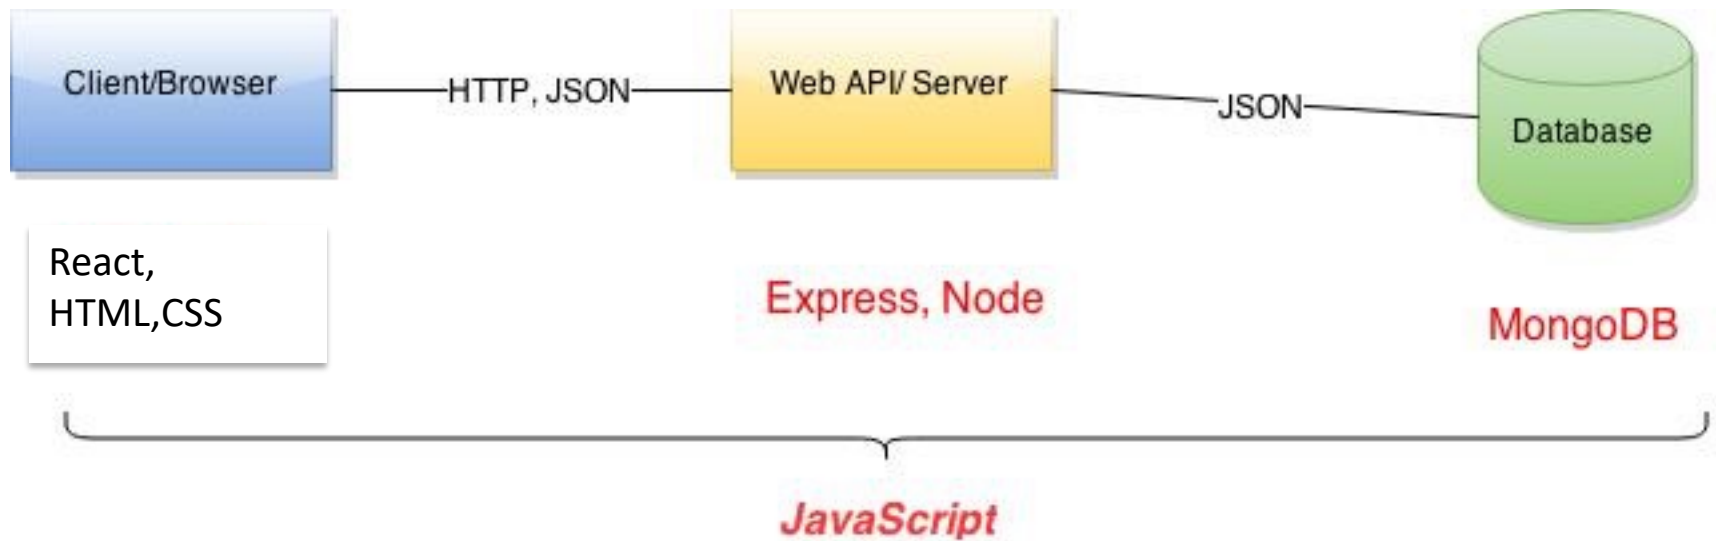 Client/Browser
HTTP, JSON
Web API/ Server
JSON
Database
React,
HTML,CSS
Express, Node
MongoDB
JavaScript